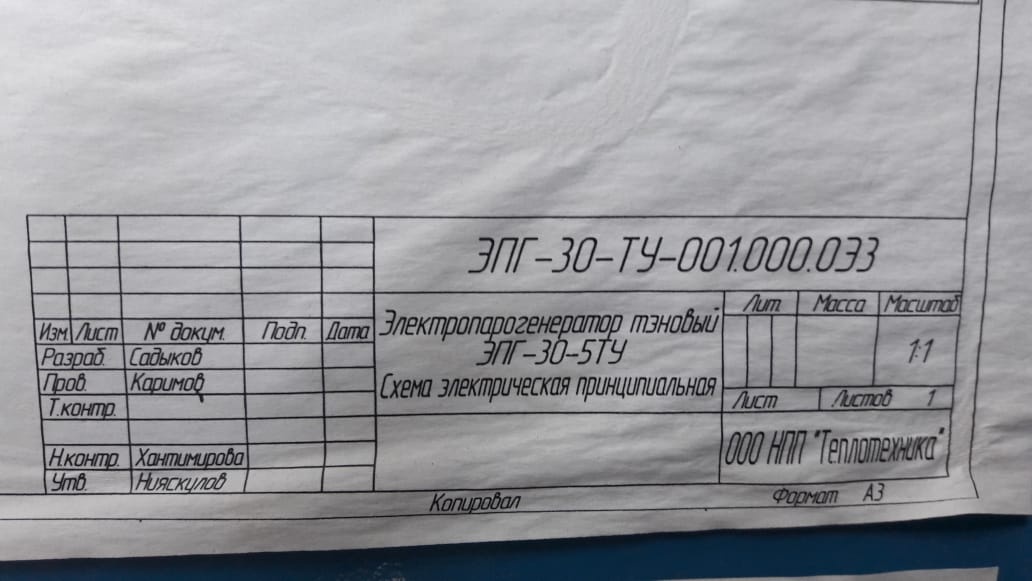 ЭПГ-30-ТУ-001.000.0ЭЗ
Изм. Лист № докум. Подп. Дата
Разраб. Садыков
Пров. Каримов
Т.контр.
Н.контр. Хантимирова
Утв. Нияскулов
Электропарогенератор тэновый
ЭПГ-30-5ТУ
Схема электрическая принципиальная
Лит. Масса Масштаб
1:1
Лист Листов 1
ООО НПП "Теплотехника"
Копировал Формат А3